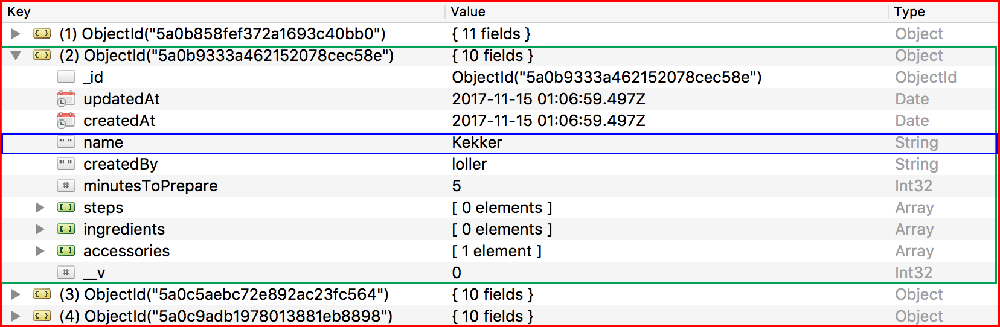 Key Value Type
(1) ObjectId("5a0b858fef372a1693c40bb0") { 11 fields } Object
(2) ObjectId("5a0b9333a462152078cec58e") { 10 fields } Object
_id ObjectId("5a0b9333a462152078cec58e") ObjectId
updatedAt 2017-11-15 01:06:59.497Z Date
createdAt 2017-11-15 01:06:59.497Z Date
" " name Kekker String
" " createdBy loller String
# minutesToPrepare 5 Int32
steps [ 0 elements ] Array
ingredients [ 0 elements ] Array
accessories [ 1 element ] Array
# __v 0 Int32
(3) ObjectId("5a0c5aebc72e892ac23fc564") { 10 fields } Object
(4) ObjectId("5a0c9adb1978013881eb8898") { 10 fields } Object